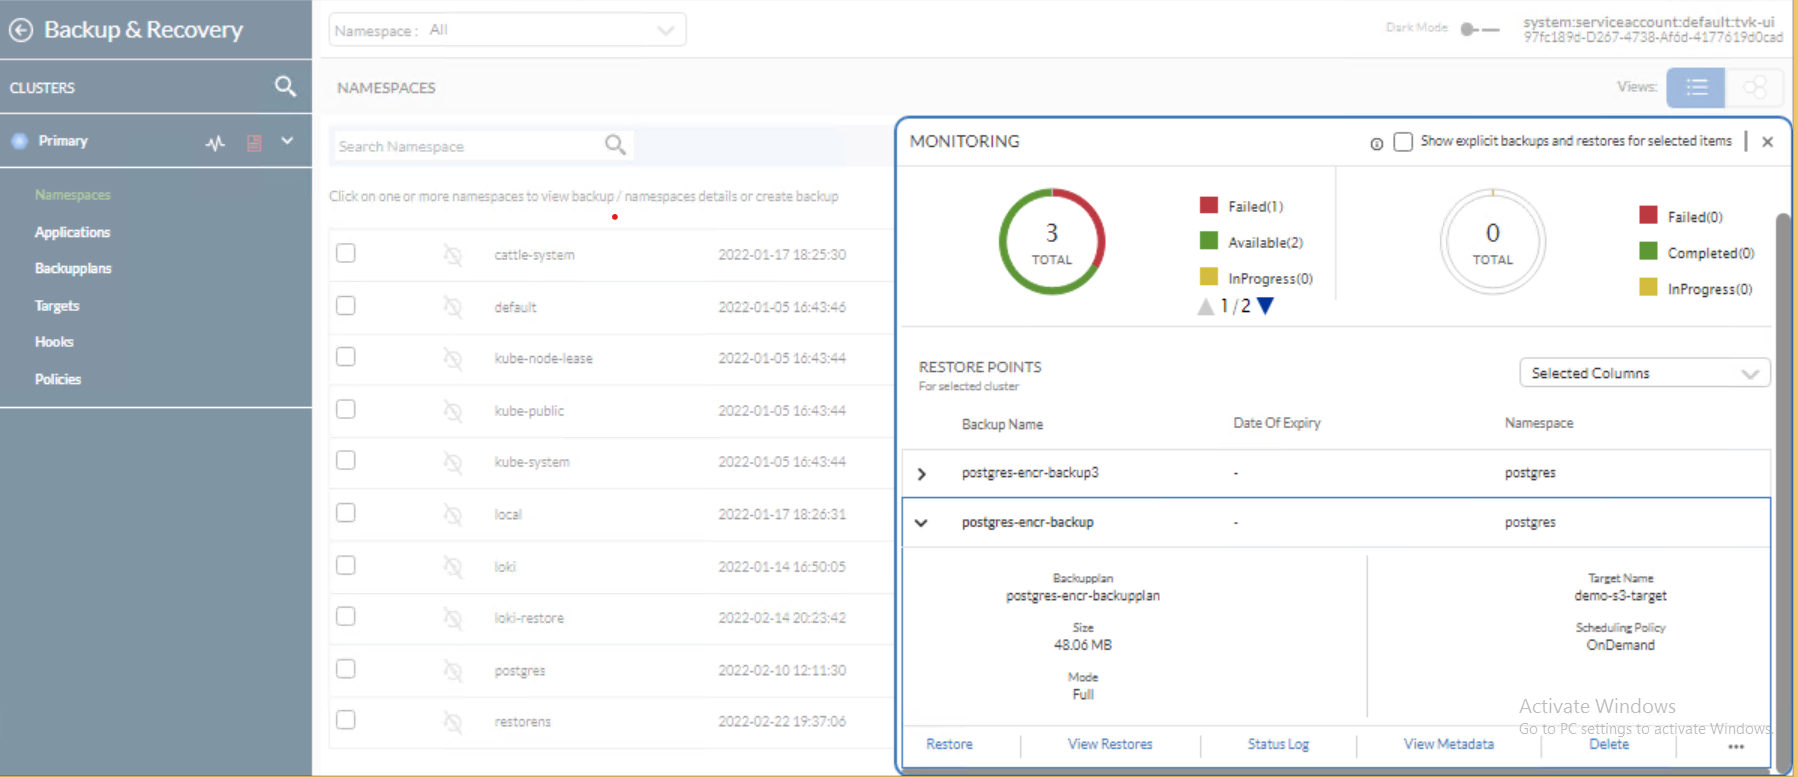 Backup & Recovery
Namespace : All
Dark Mode
system:serviceaccount:default:tvk-ui
97fc189d-D267-4738-Af6d-4177619d0cad
CLUSTERS
NAMESPACES
Views:
Primary
Namespaces
Applications
Backupplans
Targets
Hooks
Policies
Search Namespace
Click on one or more namespaces to view backup / namespaces details or create backup
cattle-system 2022-01-17 18:25:30
default 2022-01-05 16:43:46
kube-node-lease 2022-01-05 16:43:44
kube-public 2022-01-05 16:43:44
kube-system 2022-01-05 16:43:44
local 2022-01-17 18:26:31
loki 2022-01-14 16:50:05
loki-restore 2022-02-14 20:23:42
postgres 2022-02-10 12:11:30
restorens 2022-02-22 19:37:06
MONITORING
Show explicit backups and restores for selected items
3
TOTAL
Failed(1)
Available(2)
InProgress(0)
1/2
0
TOTAL
Failed(0)
Completed(0)
InProgress(0)
RESTORE POINTS
For selected cluster
Selected Columns
Backup Name Date Of Expiry Namespace
postgres-encr-backup3 - postgres
postgres-encr-backup - postgres
Backupplan
postgres-encr-backupplan
Size
48.06 MB
Mode
Full
Target Name
demo-s3-target
Scheduling Policy
OnDemand
Activate Windows
Go to PC settings to activate Windows.
Restore View Restores Status Log View Metadata Delete